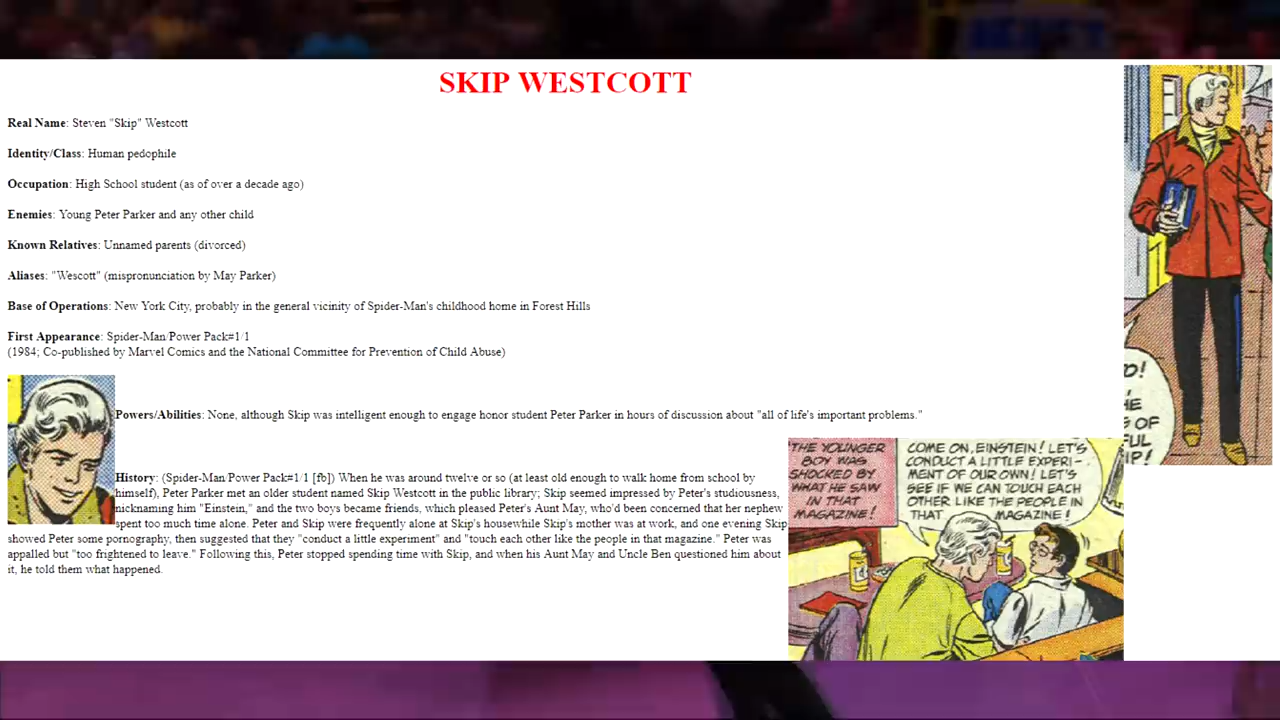 SKIP WESTCOTT
Real Name: Steven "Skip" Westcott
Identity/Class: Human pedophile
Occupation: High School student (as of over a decade ago)
Enemies: Young Peter Parker and any other child
Known Relatives: Unnamed parents (divorced)
Aliases: "Wescott" (mispronunciation by May Parker)
Base of Operations: New York City, probably in the general vicinity of Spider-Man's childhood home in Forest Hills
First Appearance: Spider-Man/Power Pack#1/1
(1984; Co-published by Marvel Comics and the National Committee for Prevention of Child Abuse)
Powers/Abilities: None, although Skip was intelligent enough to engage honor student Peter Parker in hours of discussion about "all of life's important problems."
History: (Spider-Man/Power Pack#1/1 [fb]) When he was around twelve or so (at least old enough to walk home from school by
himself), Peter Parker met an older student named Skip Westcott in the public library; Skip seemed impressed by Peter's studiousness,
nicknaming him "Einstein," and the two boys became friends, which pleased Peter's Aunt May, who'd been concerned that her nephew
spent too much time alone. Peter and Skip were frequently alone at Skip's housewhile Skip's mother was at work, and one evening Skip
showed Peter some pornography, then suggested that they "conduct a little experiment" and "touch each other like the people in that magazine." Peter was
appalled but "too frightened to leave." Following this, Peter stopped spending time with Skip, and when his Aunt May and Uncle Ben questioned him about
it, he told them what happened.
THE YOUNGER
BOY WAS
SHOCKED BY
WHAT HE SAW
IN THAT
MAGAZINE!
COME ON, EINSTEIN! LET'S
CONDUCT A LITTLE EXPERI-
MENT OF OUR OWN! LET'S
SEE IF WE CAN TOUCH EACH
OTHER LIKE THE PEOPLE IN
THAT MAGAZINE!
OF
IP!